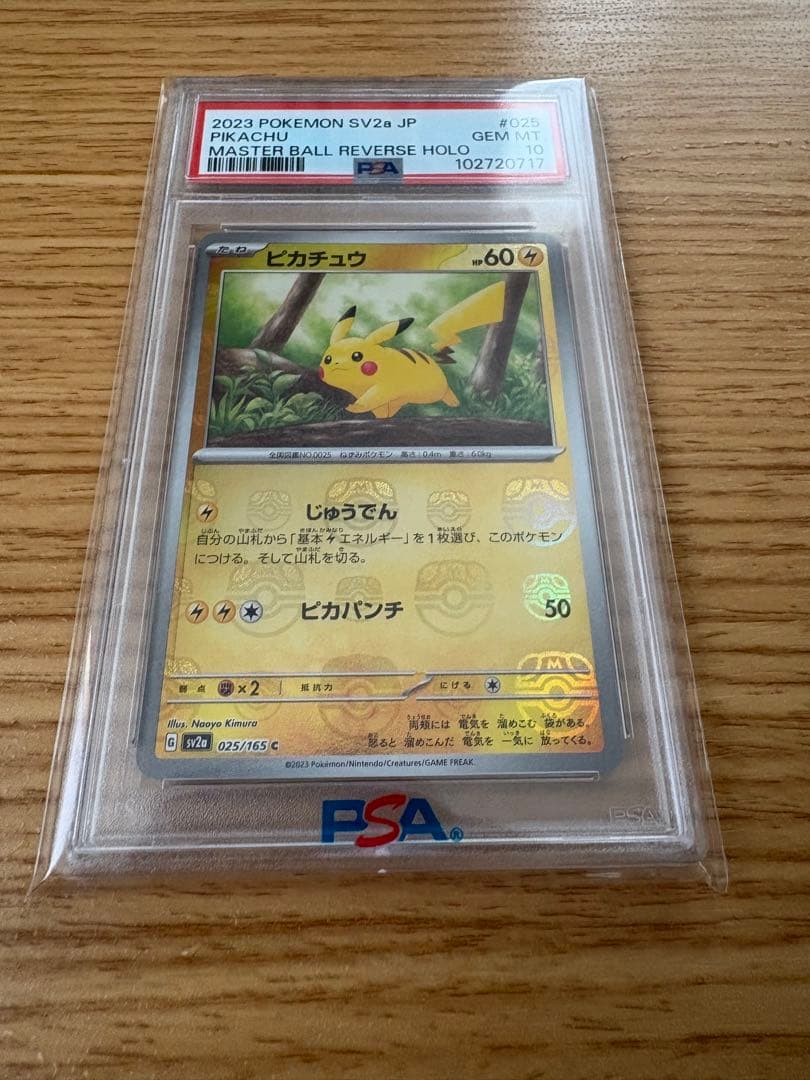 2023 POKEMON SV2a JP #025
PIKACHU GEM MT
MASTER BALL REVERSE HOLO 10
PSA 102720717
たね ピカチュウ HP60
全国図鑑NO.0025 ねずみポケモン 高さ:0.4m 重さ:6.0kg
じゅうでん
自分の山札から「基本エネルギー」を1枚選び、このポケモン
につける。そして山札を切る。
ピカパンチ 50
弱点 ×2 抵抗力 にげる
Illus. Naoyo Kimura
両頬には 電気を 溜めこむ 袋がある。
怒ると 溜めこんだ 電気を 一気に 放ってくる。
G sv2a 025/165 C
©2023 Pokémon/Nintendo/Creatures/GAME FREAK.
PSA®
PSA